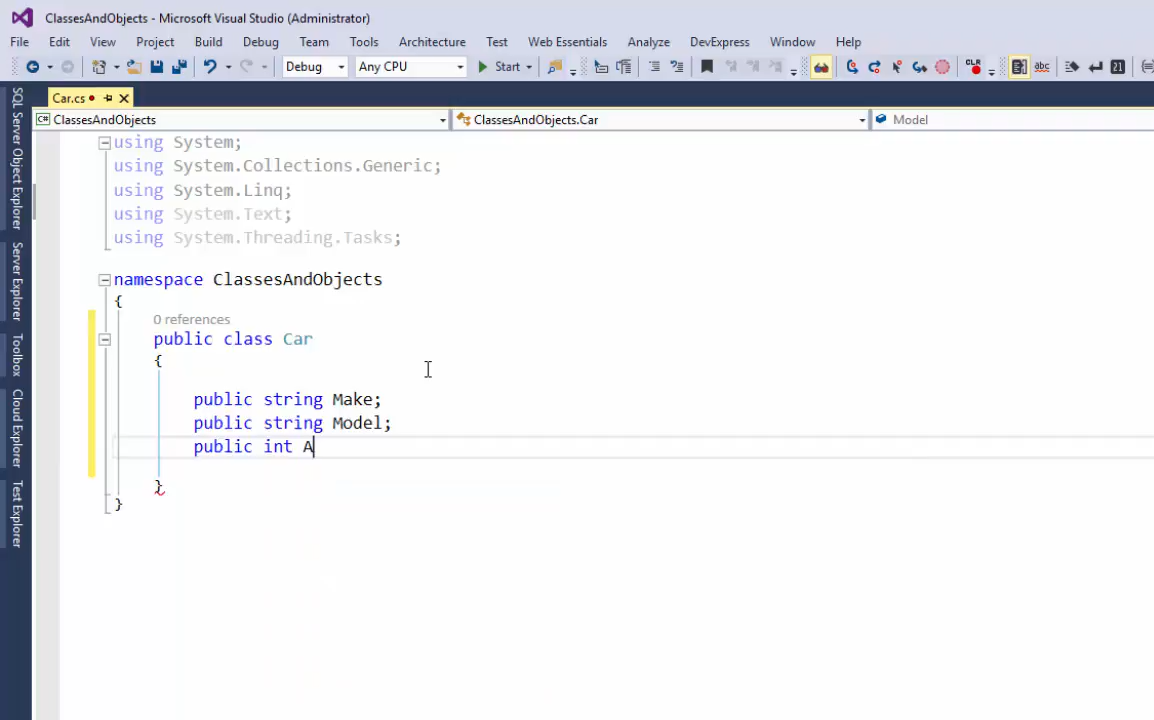 ClassesAndObjects - Microsoft Visual Studio (Administrator)
File Edit View Project Build Debug Team Tools Architecture Test Web Essentials Analyze DevExpress Window Help
Debug Any CPU Start abc CLR 21
Car.cs
C# ClassesAndObjects ClassesAndObjects.Car Model
SQL Server Object Explorer
Server Explorer
Toolbox
Cloud Explorer
Test Explorer
using System;
using System.Collections.Generic;
using System.Linq;
using System.Text;
using System.Threading.Tasks;
namespace ClassesAndObjects
{
0 references
public class Car
{
public string Make;
public string Model;
public int A
}
}